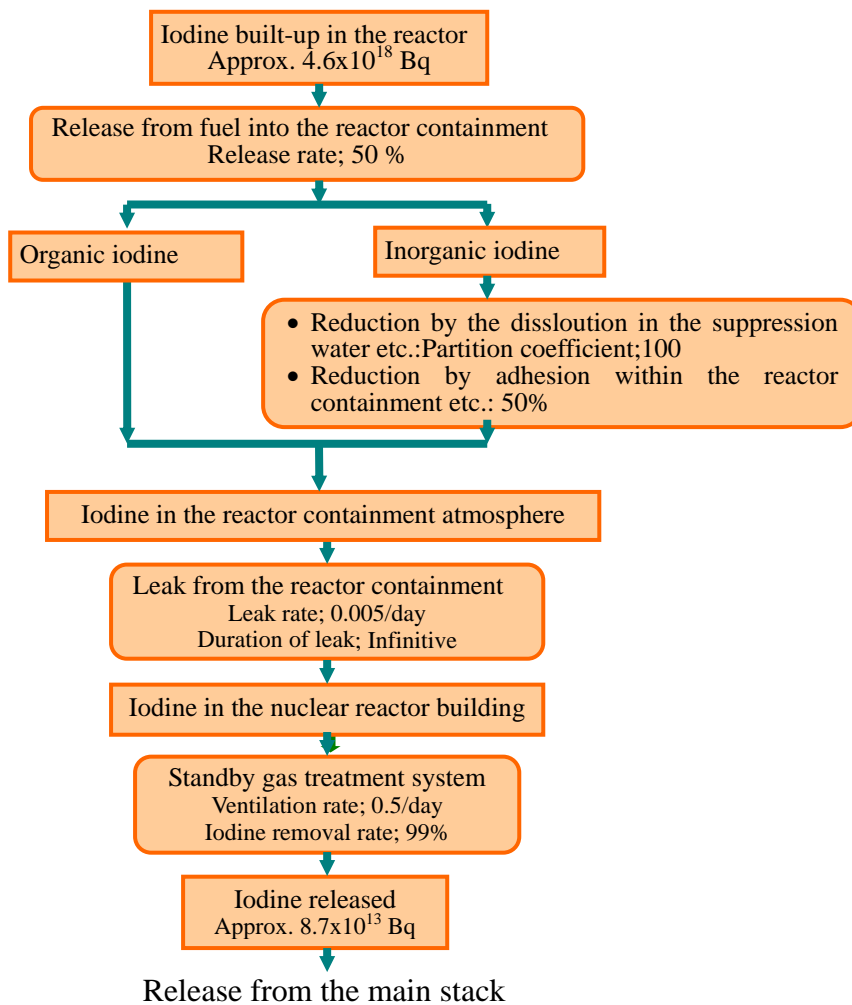 Iodine built-up in the reactor
Approx. 4.6x10¹⁸ Bq
Release from fuel into the reactor containment
Release rate; 50 %
Organic iodine
Inorganic iodine
• Reduction by the dissloution in the suppression
water etc.:Partition coefficient;100
• Reduction by adhesion within the reactor
containment etc.: 50%
Iodine in the reactor containment atmosphere
Leak from the reactor containment
Leak rate; 0.005/day
Duration of leak; Infinitive
Iodine in the nuclear reactor building
Standby gas treatment system
Ventilation rate; 0.5/day
Iodine removal rate; 99%
Iodine released
Approx. 8.7x10¹³ Bq
Release from the main stack